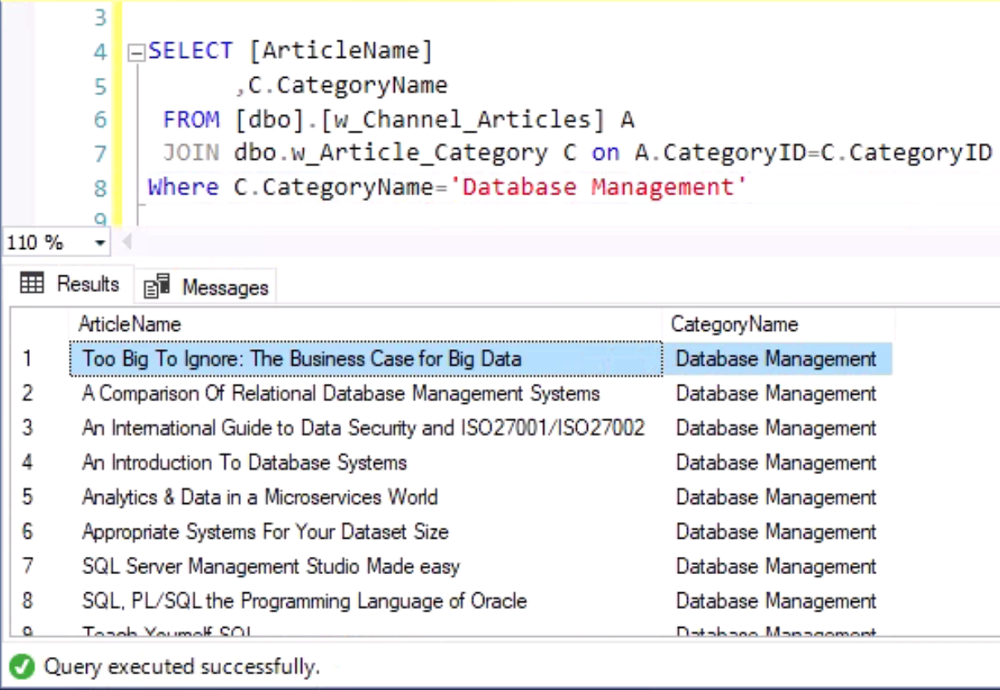 3
4 SELECT [ArticleName]
5 ,C.CategoryName
6 FROM [dbo].[w_Channel_Articles] A
7 JOIN dbo.w_Article_Category C on A.CategoryID=C.CategoryID
8 Where C.CategoryName='Database Management'
9
110 %
Results Messages
ArticleName CategoryName
1 Too Big To Ignore: The Business Case for Big Data Database Management
2 A Comparison Of Relational Database Management Systems Database Management
3 An International Guide to Data Security and ISO27001/ISO27002 Database Management
4 An Introduction To Database Systems Database Management
5 Analytics & Data in a Microservices World Database Management
6 Appropriate Systems For Your Dataset Size Database Management
7 SQL Server Management Studio Made easy Database Management
8 SQL, PL/SQL the Programming Language of Oracle Database Management
9 Teach Yourself SQL Database Management
Query executed successfully.